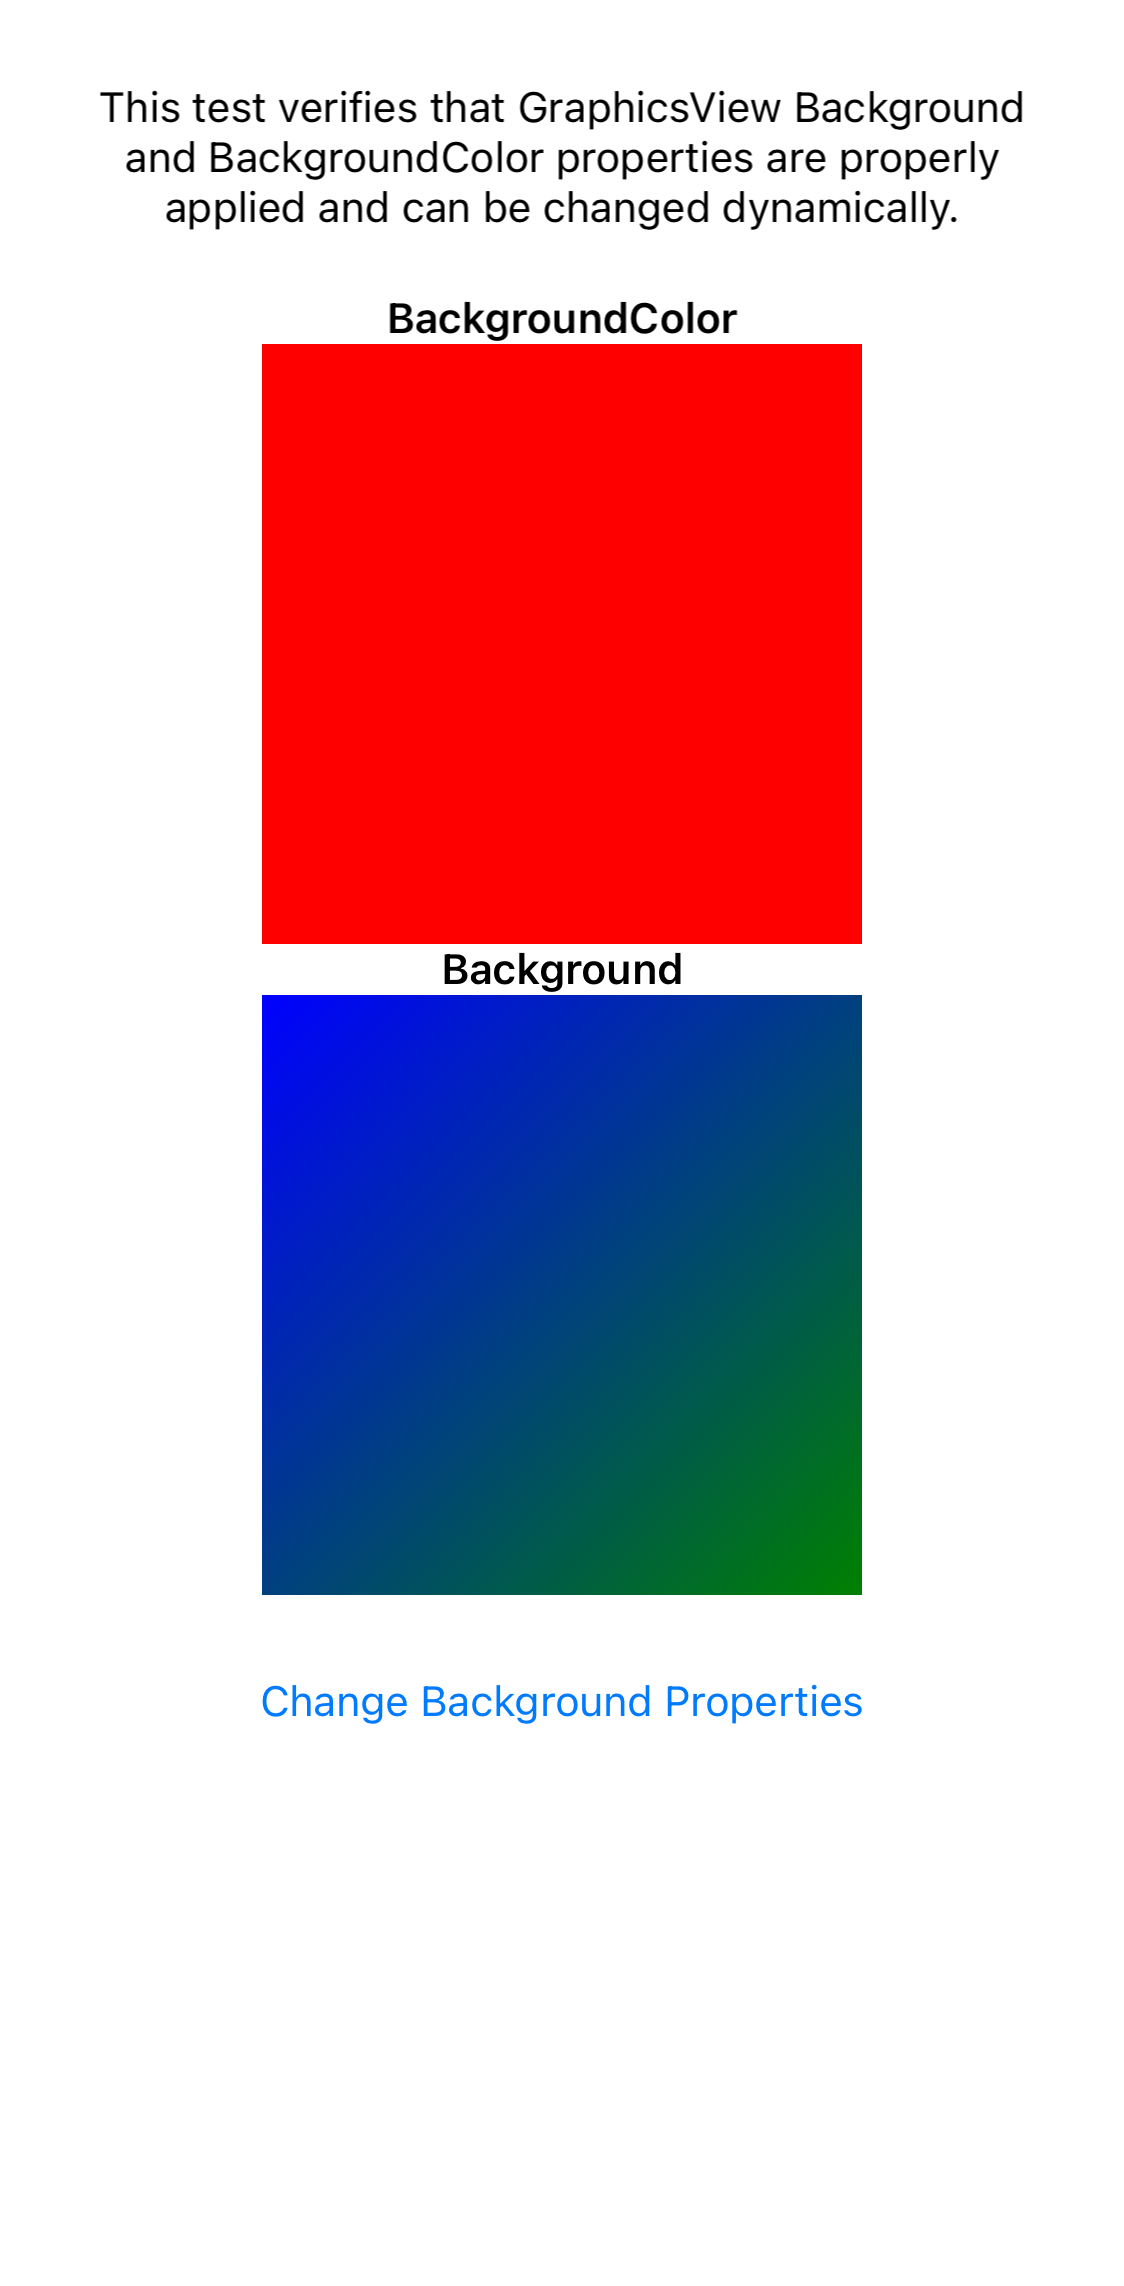 This test verifies that GraphicsView Background
and BackgroundColor properties are properly
applied and can be changed dynamically.
BackgroundColor
Background
Change Background Properties